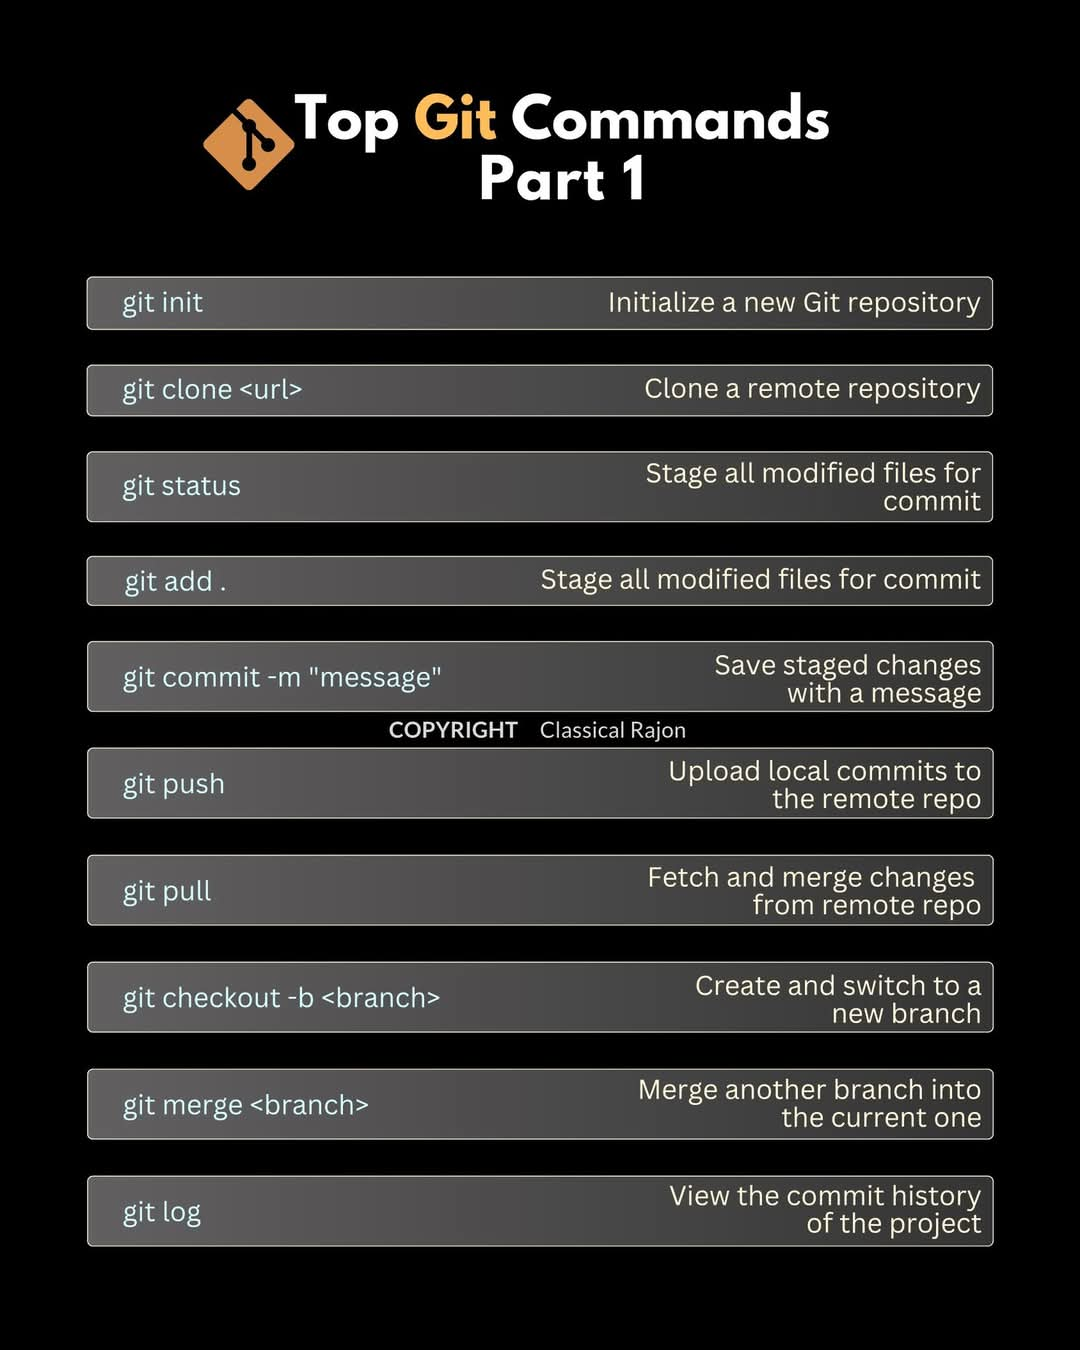 Top Git Commands
Part 1
git init
Initialize a new Git repository
git clone <url>
Clone a remote repository
git status
Stage all modified files for
commit
git add .
Stage all modified files for commit
git commit -m "message"
Save staged changes
with a message
COPYRIGHT Classical Rajon
git push
Upload local commits to
the remote repo
git pull
Fetch and merge changes
from remote repo
git checkout -b <branch>
Create and switch to a
new branch
git merge <branch>
Merge another branch into
the current one
git log
View the commit history
of the project